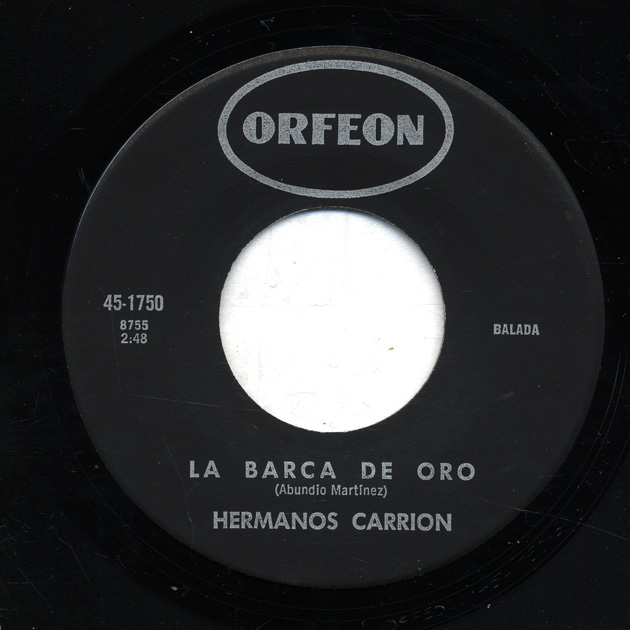 ORFEON
45-1750
8755
2:48
BALADA
LA BARCA DE ORO
(Abundio Martínez)
HERMANOS CARRION